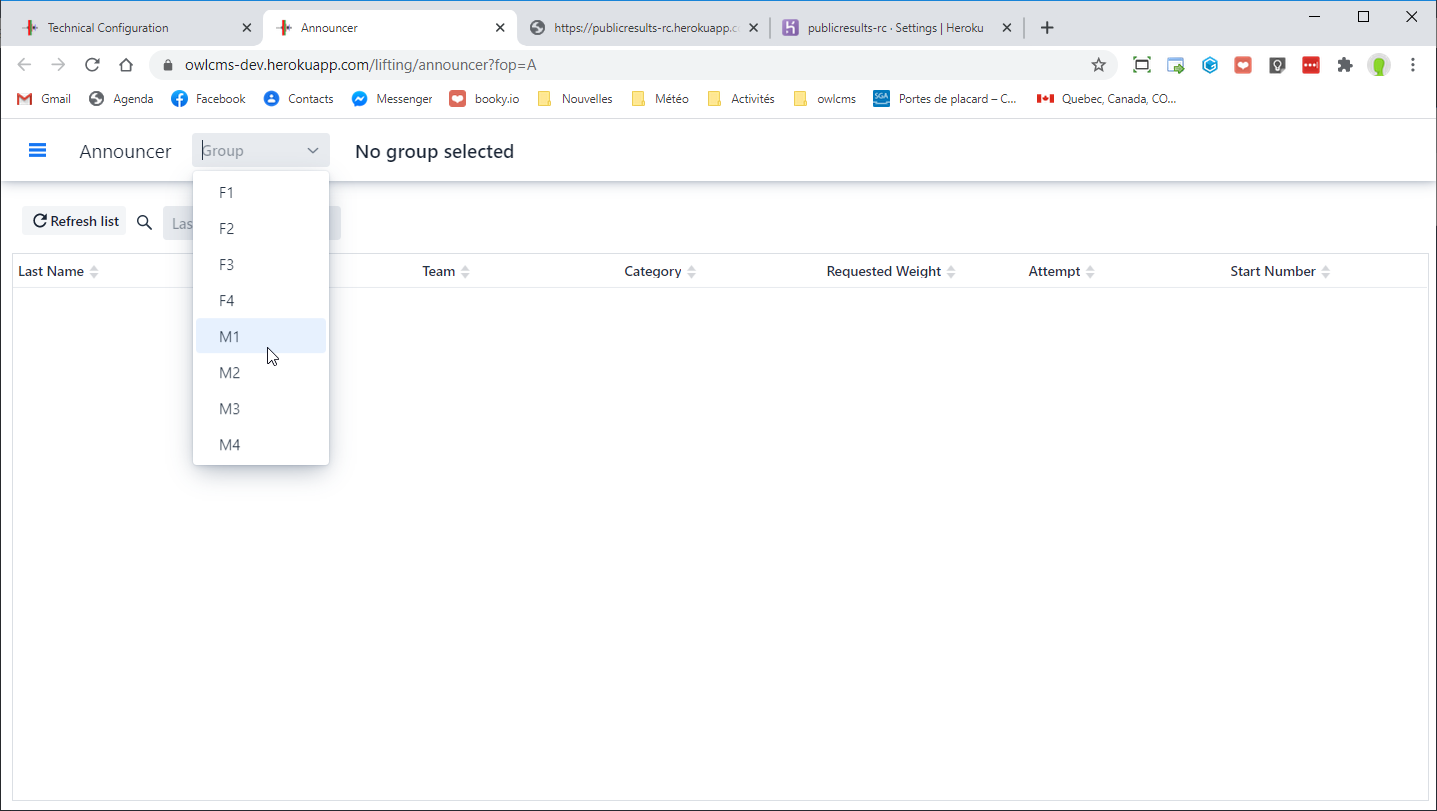 Technical Configuration
Announcer
https://publicresults-rc.herokuapp.c
publicresults-rc · Settings | Heroku
owlcms-dev.herokuapp.com/lifting/announcer?fop=A
Gmail Agenda Facebook Contacts Messenger booky.io Nouvelles Météo Activités owlcms Portes de placard – C... Quebec, Canada, CO...
Announcer Group No group selected
F1
F2
F3
F4
M1
M2
M3
M4
Refresh list Las
Last Name Team Category Requested Weight Attempt Start Number